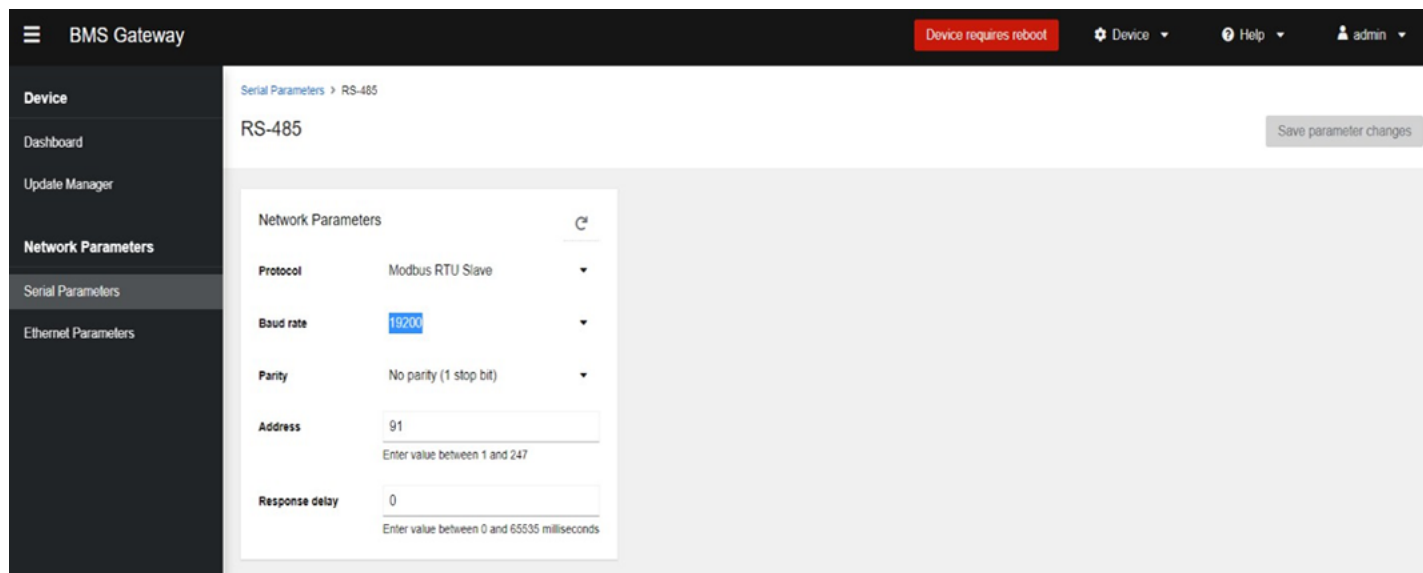 BMS Gateway
Device requires reboot
Device
Help
admin
Device
Dashboard
Update Manager
Network Parameters
Serial Parameters
Ethernet Parameters
Serial Parameters > RS-485
RS-485
Save parameter changes
Network Parameters
Protocol Modbus RTU Slave
Baud rate 19200
Parity No parity (1 stop bit)
Address 91
Enter value between 1 and 247
Response delay 0
Enter value between 0 and 65535 milliseconds